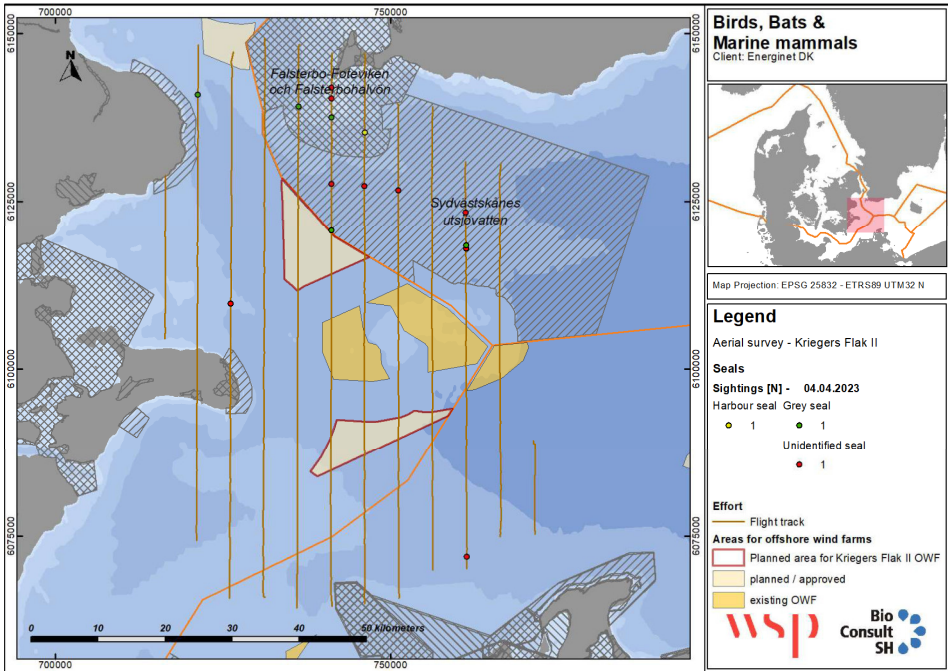 700000
750000
6150000
6150000
N
Falsterbo-Foteviken
och Falsterbohalvön
6125000
6125000
Sydvästskånes
utsjövatten
6100000
6100000
6075000
6075000
0 10 20 30 40 50 kilometers
700000
750000
Birds, Bats &
Marine mammals
Client: Energinet DK
Map Projection: EPSG 25832 - ETRS89 UTM32 N
Legend
Aerial survey - Kriegers Flak II
Seals
Sightings [N] - 04.04.2023
Harbour seal Grey seal
1 1
Unidentified seal
1
Effort
Flight track
Areas for offshore wind farms
Planned area for Kriegers Flak II OWF
planned / approved
existing OWF
wsp
Bio
Consult
SH